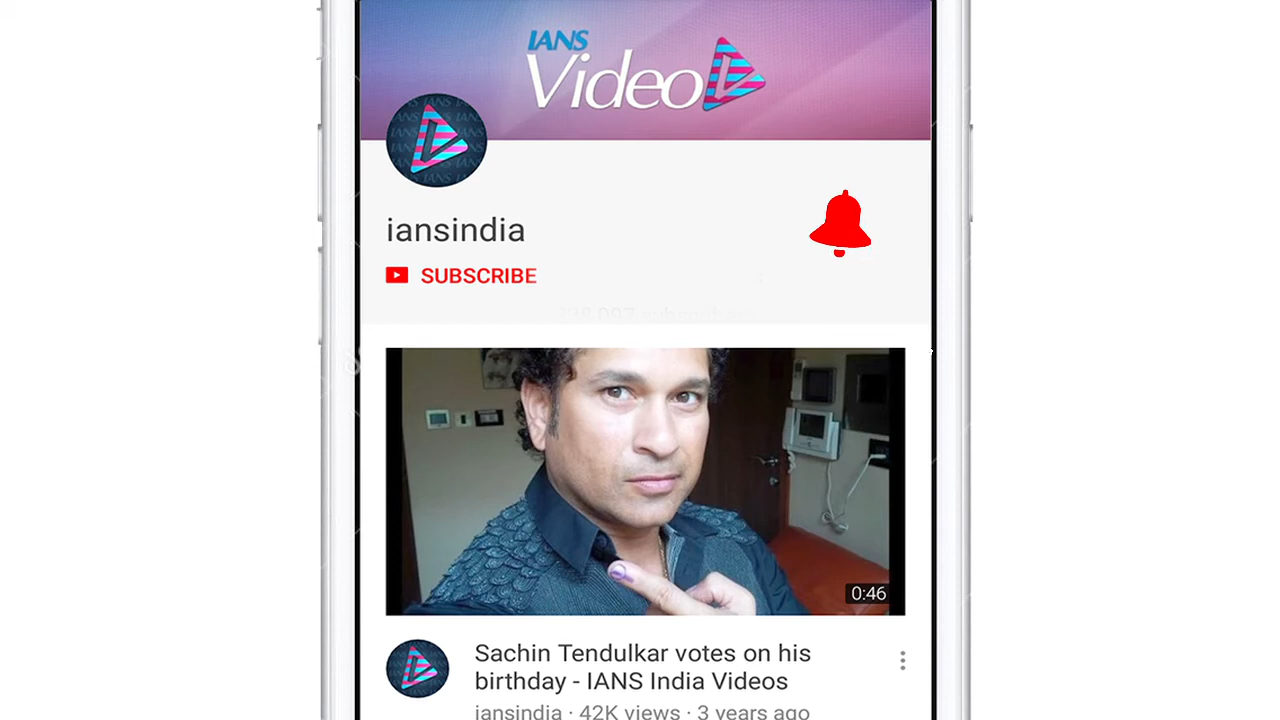 IANS
Video
iansindia
SUBSCRIBE
0:46
Sachin Tendulkar votes on his
birthday - IANS India Videos
iansindia · 42K views · 3 years ago